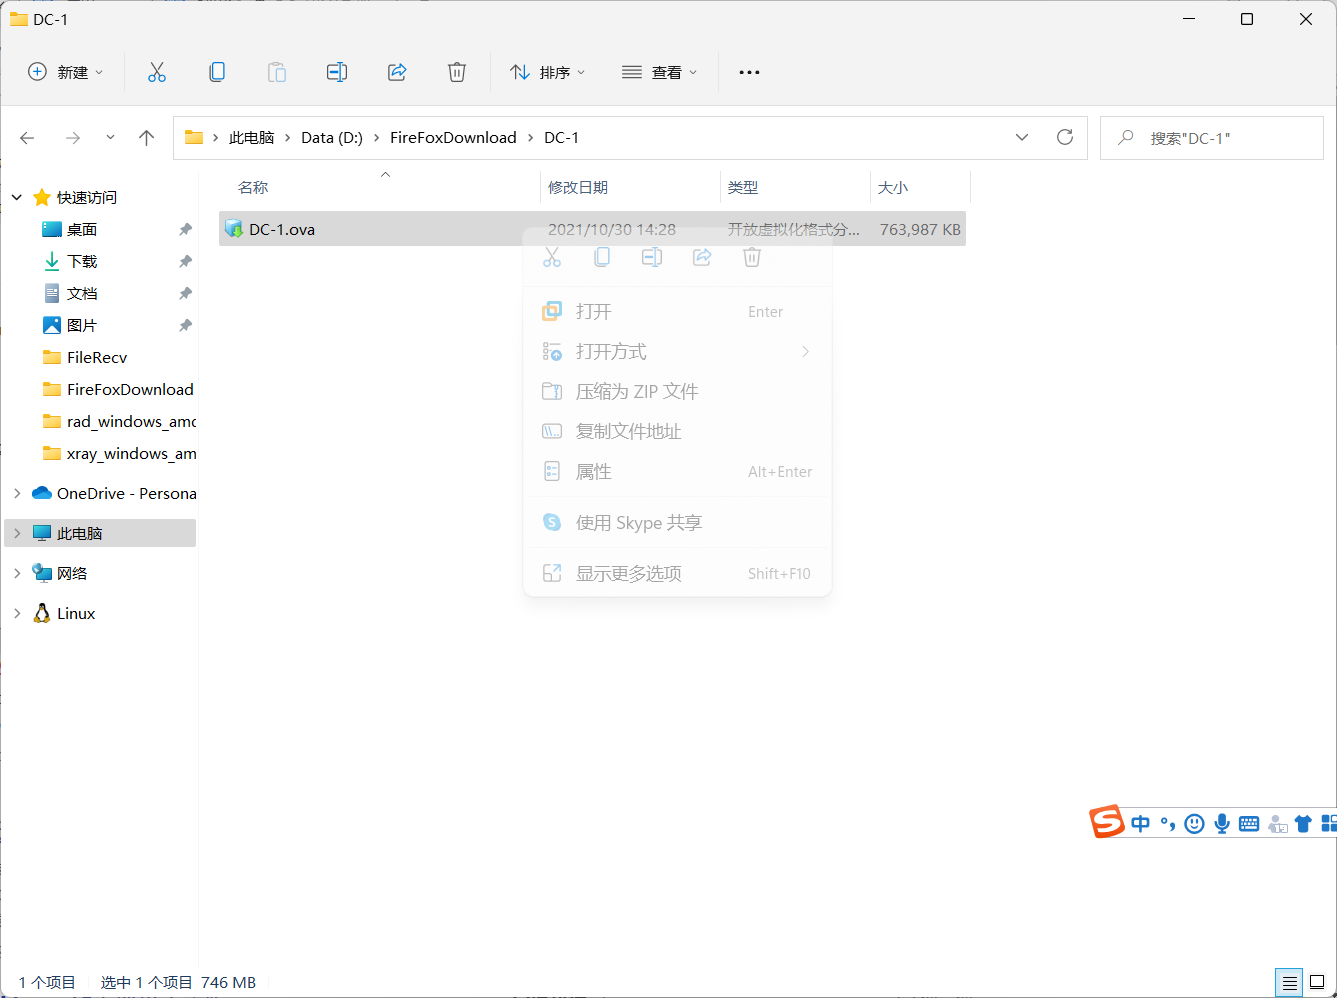 DC-1
新建
排序
查看
此电脑 Data (D:) FireFoxDownload DC-1
搜索"DC-1"
名称 修改日期 类型 大小
DC-1.ova 2021/10/30 14:28 开放虚拟化格式分... 763,987 KB
快速访问
桌面
下载
文档
图片
FileRecv
FireFoxDownload
rad_windows_amd
xray_windows_am
OneDrive - Persona
此电脑
网络
Linux
打开 Enter
打开方式
压缩为 ZIP 文件
复制文件地址
属性 Alt+Enter
使用 Skype 共享
显示更多选项 Shift+F10
S 中
1 个项目 选中 1 个项目 746 MB